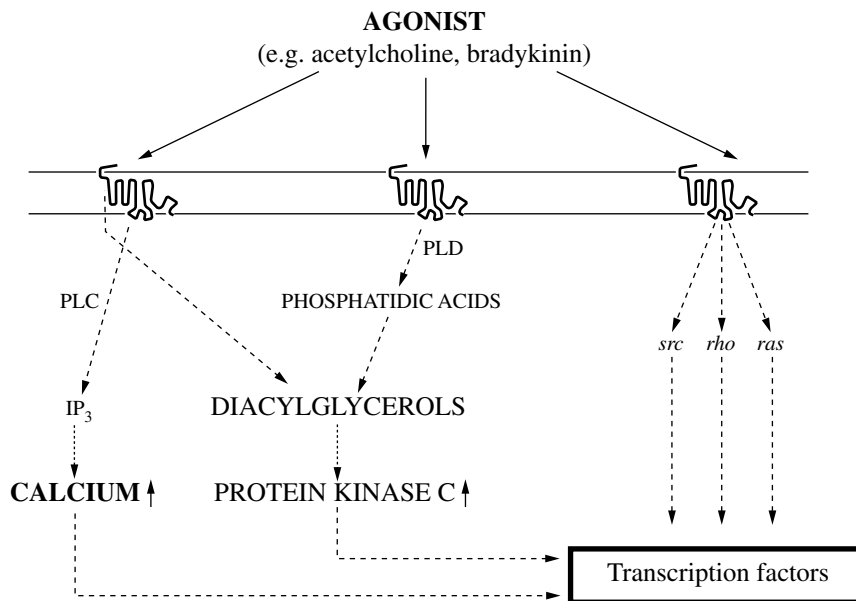 AGONIST
(e.g. acetylcholine, bradykinin)
PLD
PLC
PHOSPHATIDIC ACIDS
src rho ras
IP3
DIACYLGLYCEROLS
CALCIUM
PROTEIN KINASE C
Transcription factors